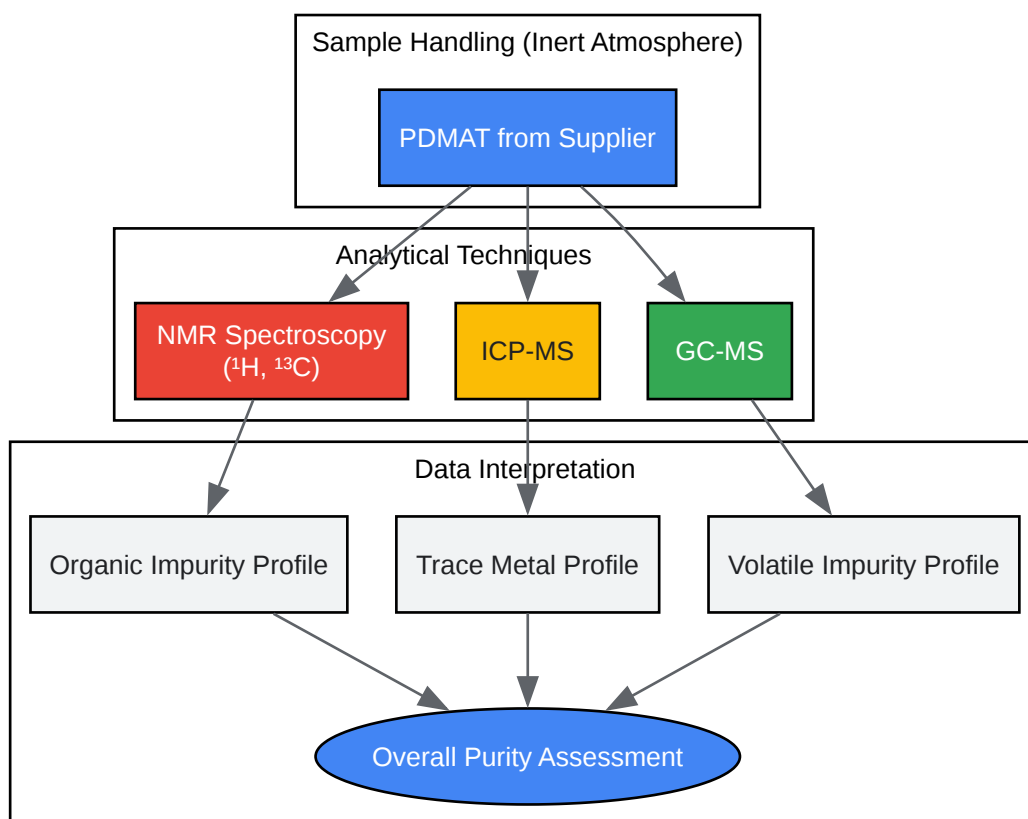 Sample Handling (Inert Atmosphere)
PDMAT from Supplier
Analytical Techniques
NMR Spectroscopy
(¹H, ¹³C)
ICP-MS
GC-MS
Data Interpretation
Organic Impurity Profile
Trace Metal Profile
Volatile Impurity Profile
Overall Purity Assessment